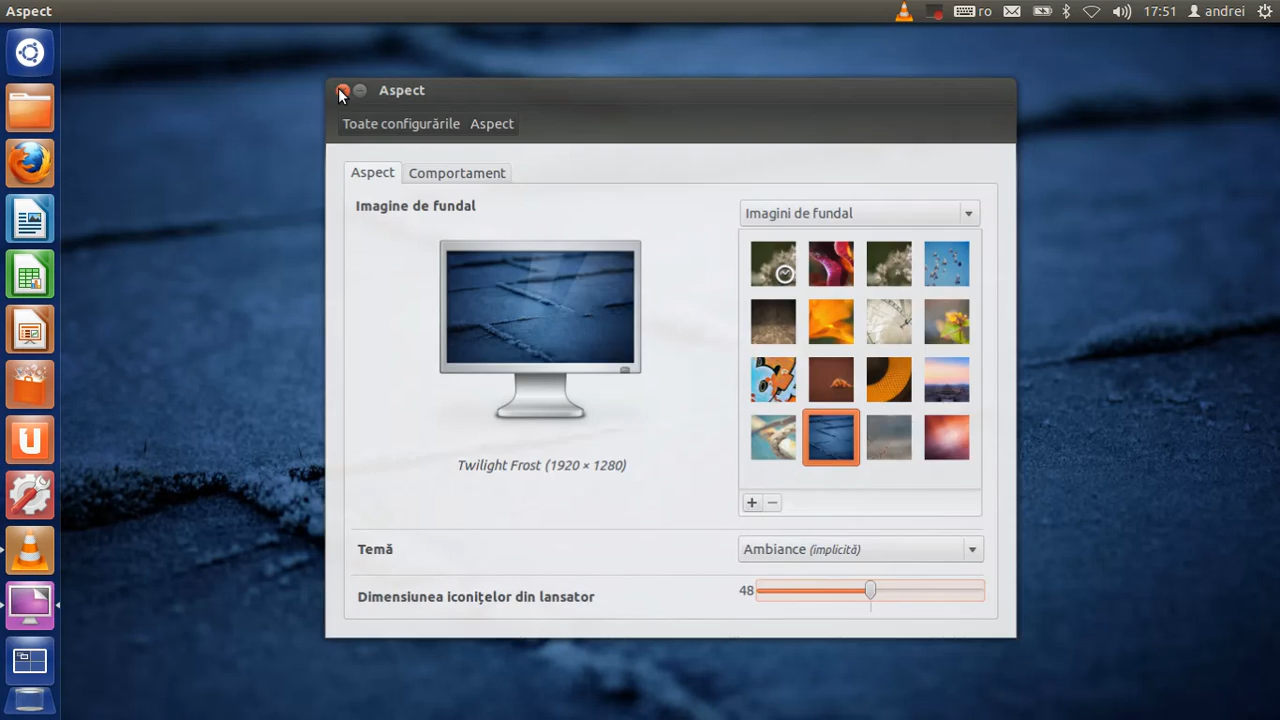 Aspect
ro
17:51
andrei
Aspect
Toate configurările Aspect
Aspect Comportament
Imagine de fundal
Imagini de fundal
Twilight Frost (1920 × 1280)
Temă
Ambiance (implicită)
48
Dimensiunea iconițelor din lansator